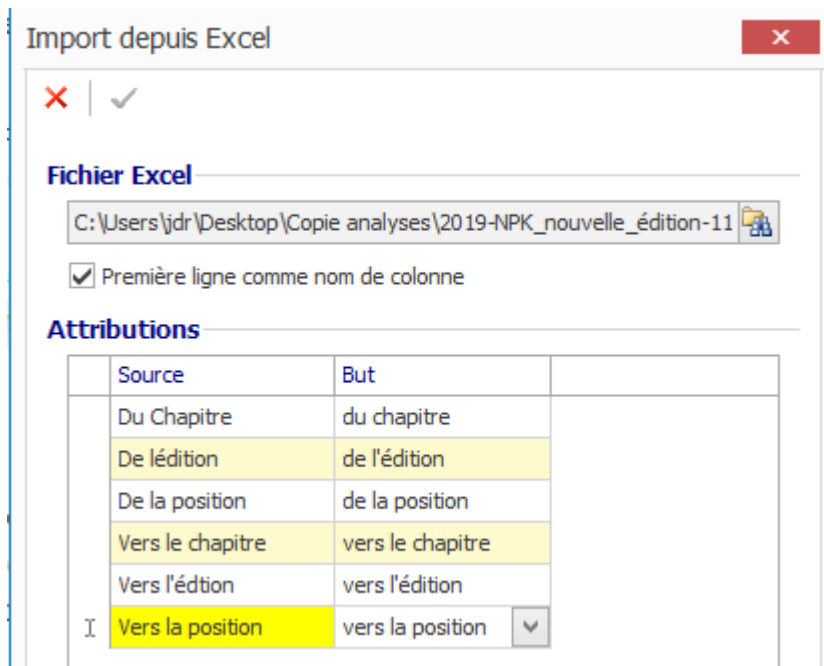 Import depuis Excel
Fichier Excel
C:\Users\jdr\Desktop\Copie analyses\2019-NPK_nouvelle_édition-11
Première ligne comme nom de colonne
Attributions
Source But
Du Chapitre du chapitre
De lédition de l'édition
De la position de la position
Vers le chapitre vers le chapitre
Vers l'édtion vers l'édition
Vers la position vers la position